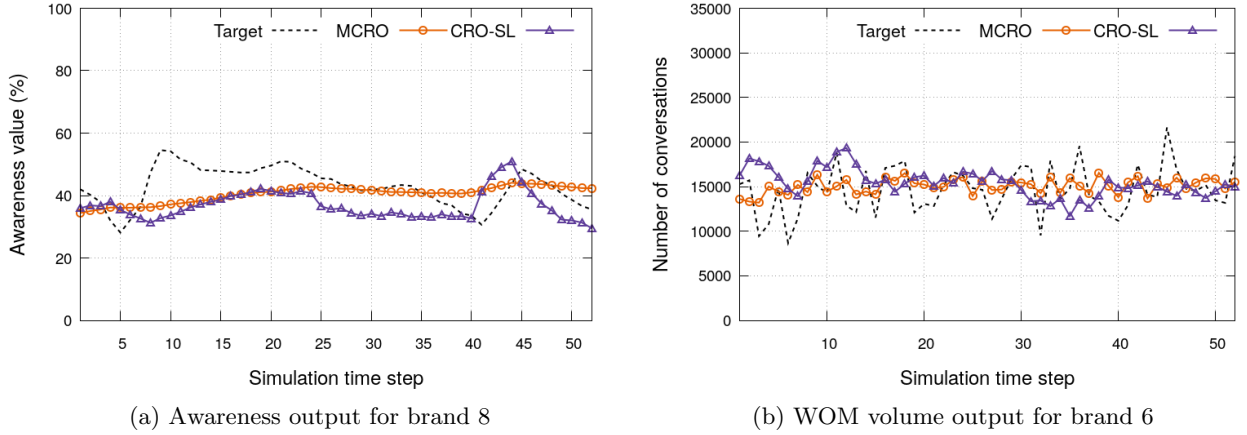 Target MCRO CRO-SL
100
80
60
40
20
0
Awareness value (%)
5 10 15 20 25 30 35 40 45 50
Simulation time step
(a) Awareness output for brand 8
Target MCRO CRO-SL
35000
30000
25000
20000
15000
10000
5000
0
Number of conversations
10 20 30 40 50
Simulation time step
(b) WOM volume output for brand 6